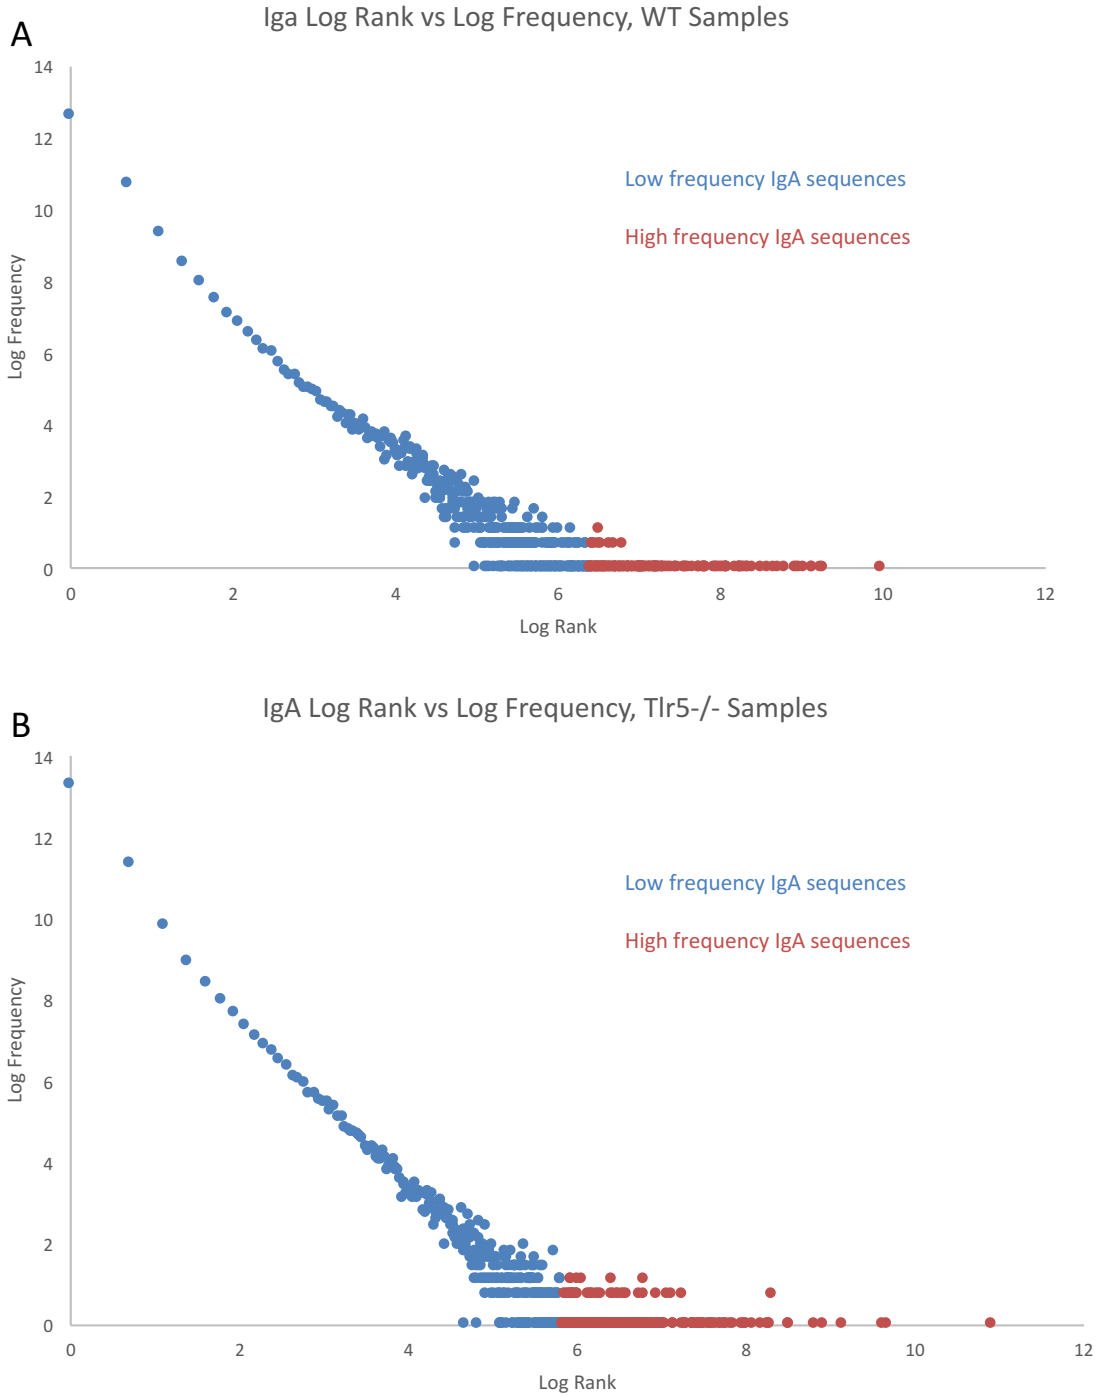 A
Iga Log Rank vs Log Frequency, WT Samples
14
12
10
8
6
4
2
0
Log Frequency
Low frequency IgA sequences
High frequency IgA sequences
0 2 4 6 8 10 12
Log Rank
B
IgA Log Rank vs Log Frequency, Tlr5-/- Samples
14
12
10
8
6
4
2
0
Log Frequency
Low frequency IgA sequences
High frequency IgA sequences
0 2 4 6 8 10 12
Log Rank